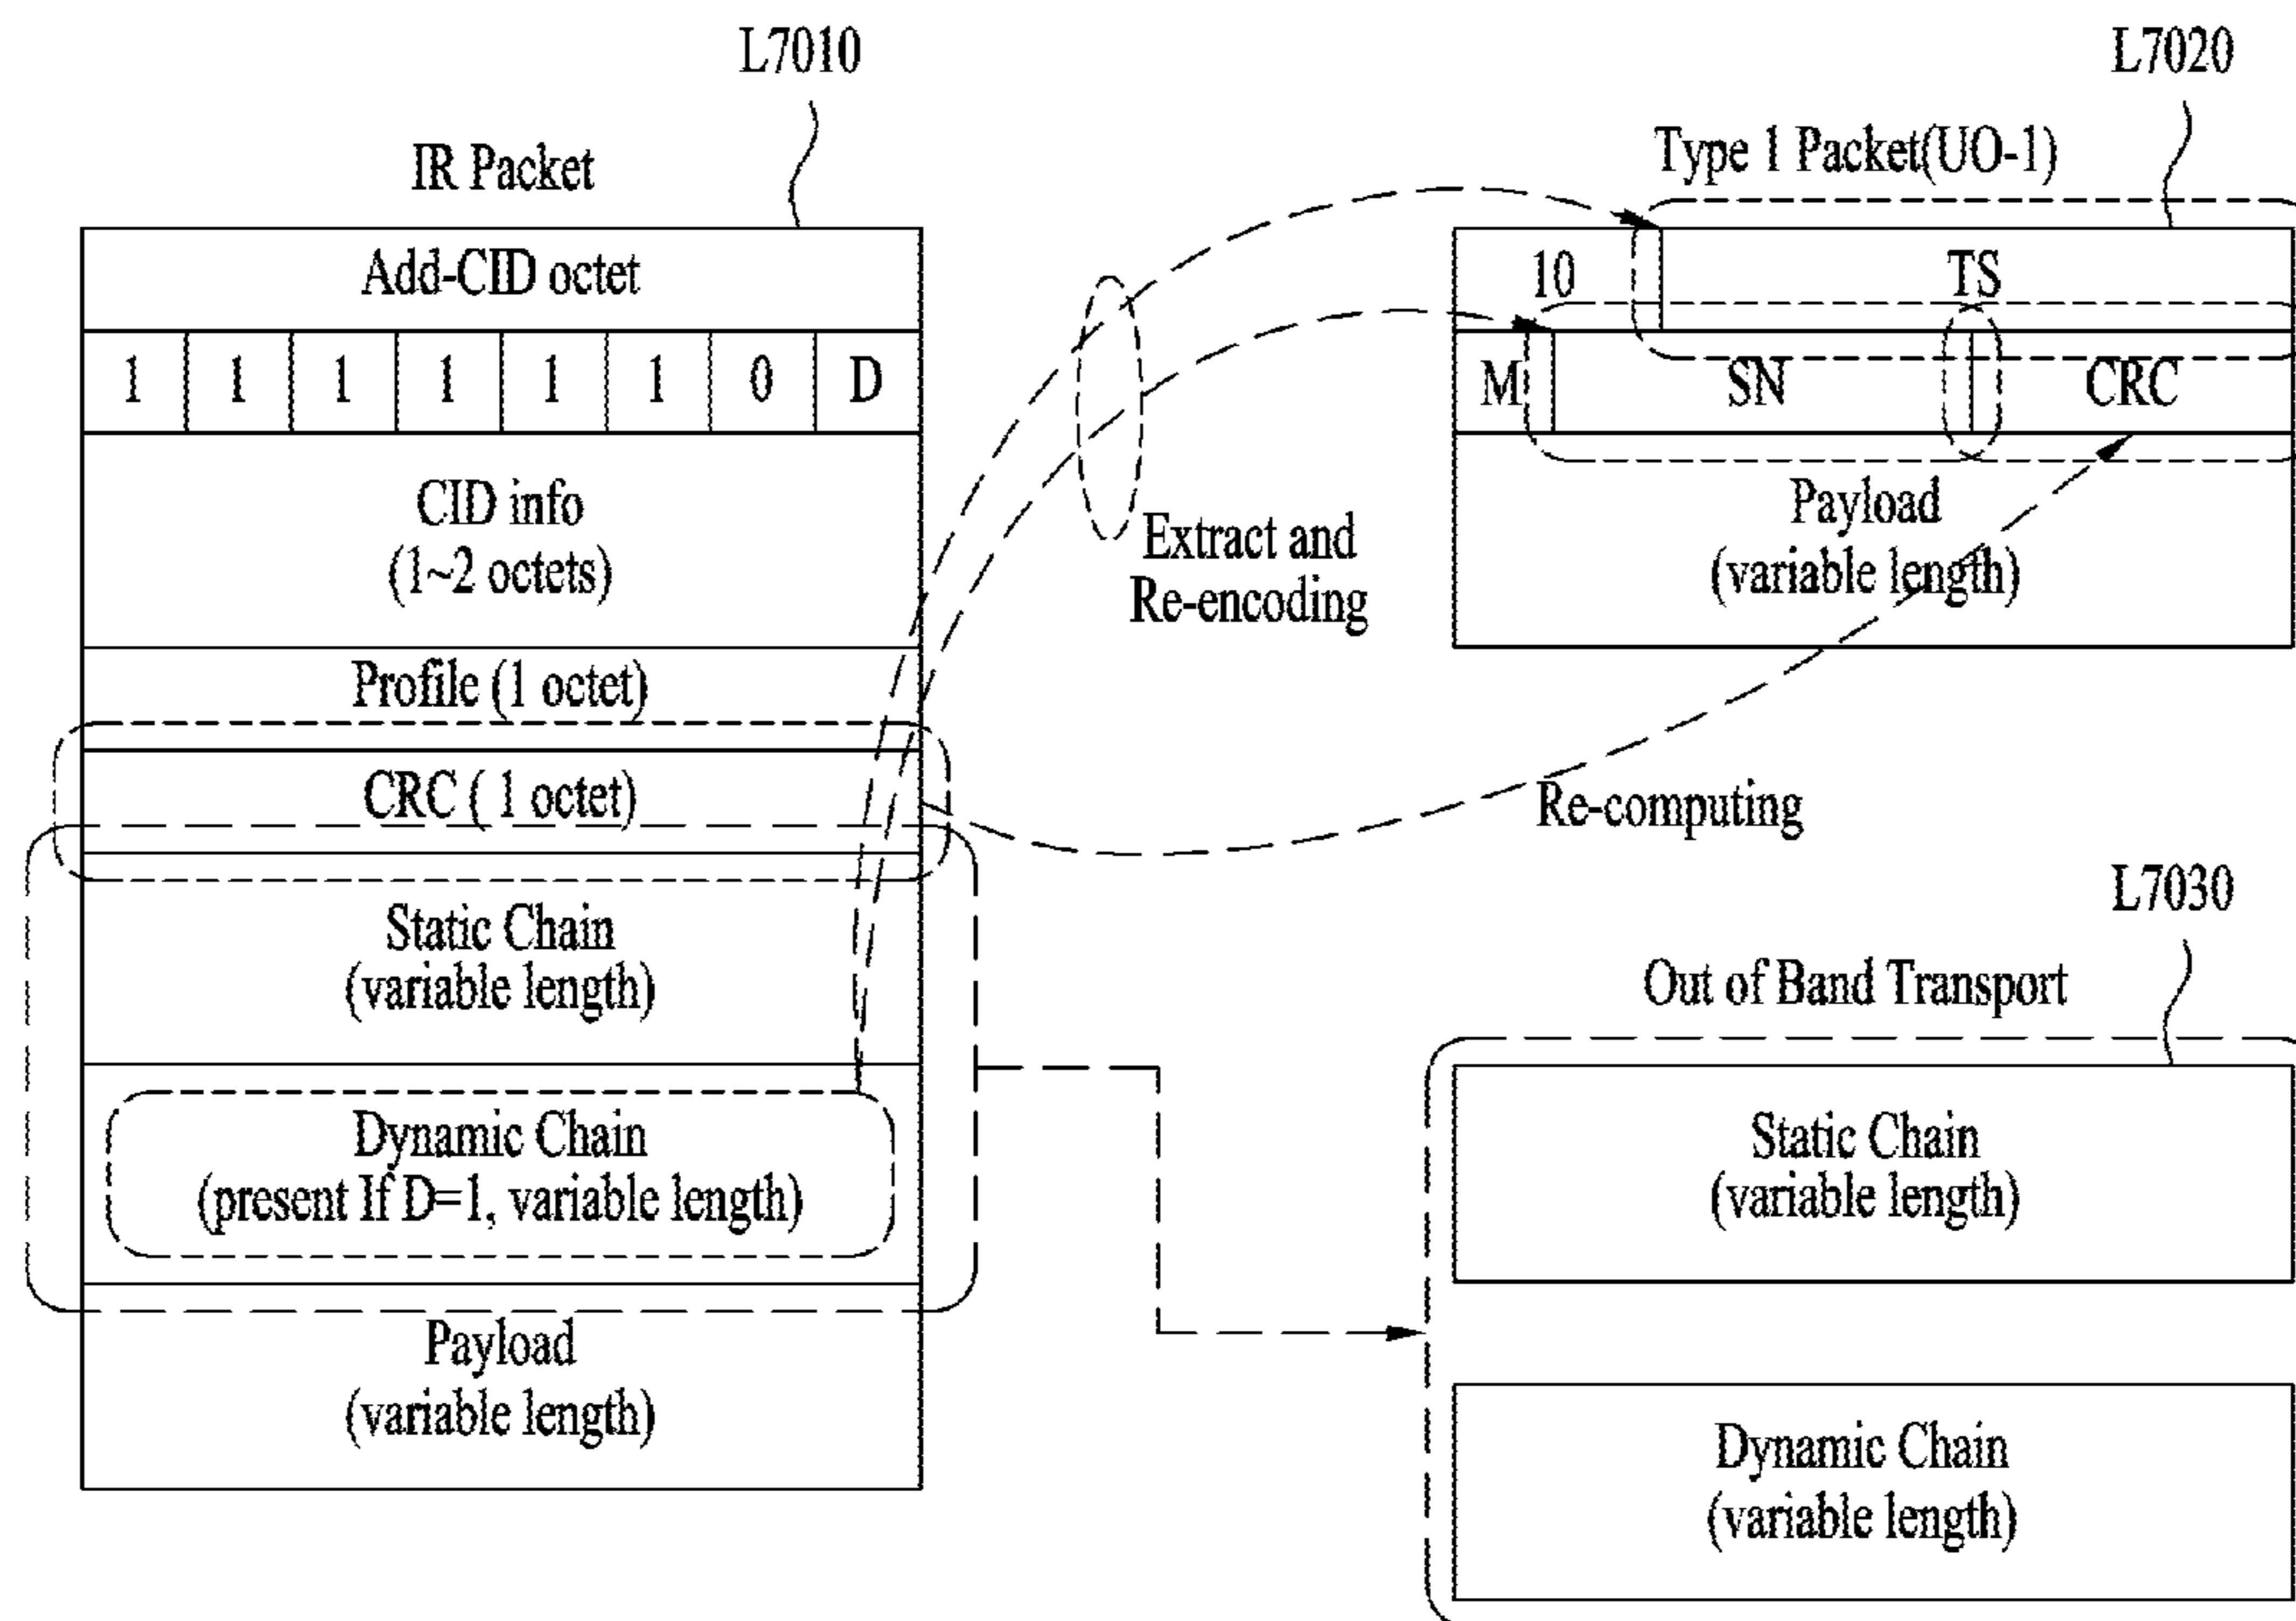 L7010
IR Packet
Add-CID octet
1 1 1 1 1 1 0 D
CID info
(1~2 octets)
Profile (1 octet)
CRC ( 1 octet)
Static Chain
(variable length)
Dynamic Chain
(present If D=1, variable length)
Payload
(variable length)
Extract and
Re-encoding
Re-computing
L7020
Type 1 Packet(UO-1)
10 TS
M SN CRC
Payload
(variable length)
L7030
Out of Band Transport
Static Chain
(variable length)
Dynamic Chain
(variable length)